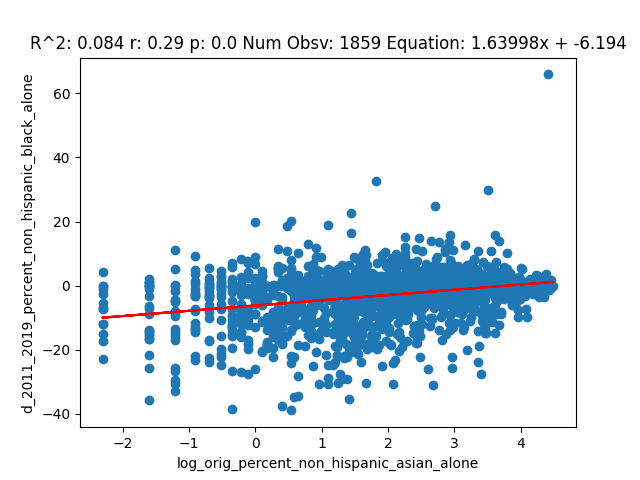 R^2: 0.084 r: 0.29 p: 0.0 Num Obsv: 1859 Equation: 1.63998x + -6.194
d_2011_2019_percent_non_hispanic_black_alone
60
40
20
0
−20
−40
−2 −1 0 1 2 3 4
log_orig_percent_non_hispanic_asian_alone